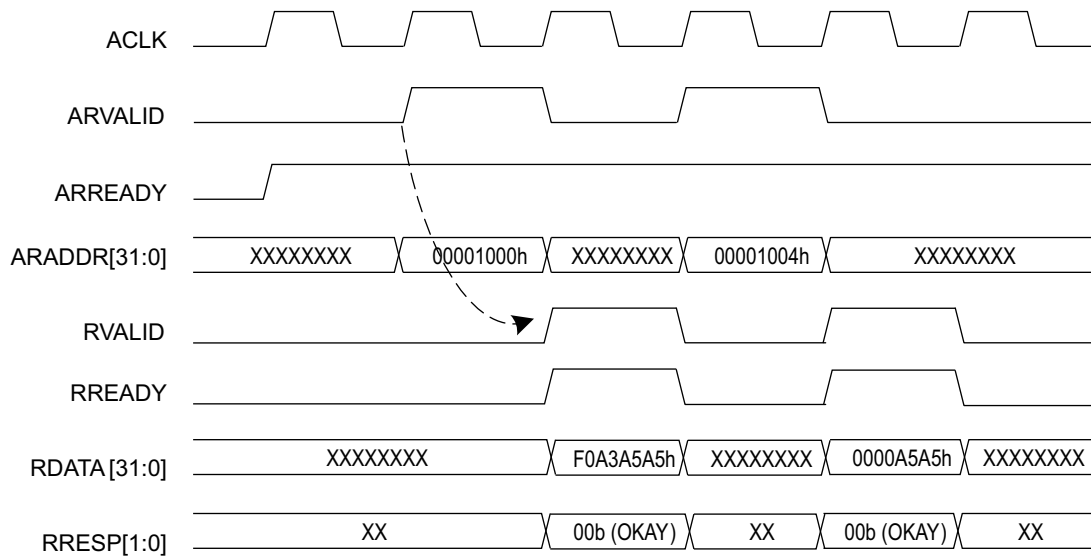 ACLK
ARVALID
ARREADY
ARADDR[31:0] XXXXXXXX 00001000h XXXXXXXX 00001004h XXXXXXXX
RVALID
RREADY
RDATA [31:0] XXXXXXXX F0A3A5A5h XXXXXXXX 0000A5A5h XXXXXXXX
RRESP[1:0] XX 00b (OKAY) XX 00b (OKAY) XX